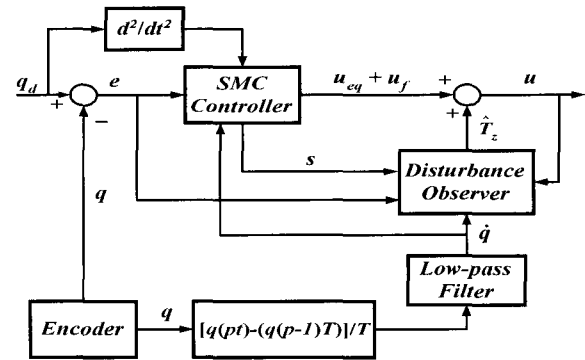 d²/dt²
q_d
+
−
e
SMC
Controller
u_eq + u_f
+
+
u
T̂_z
s
Disturbance
Observer
q
q̇
Low-pass
Filter
Encoder
q
[q(pt)-(q(p-1)T)]/T